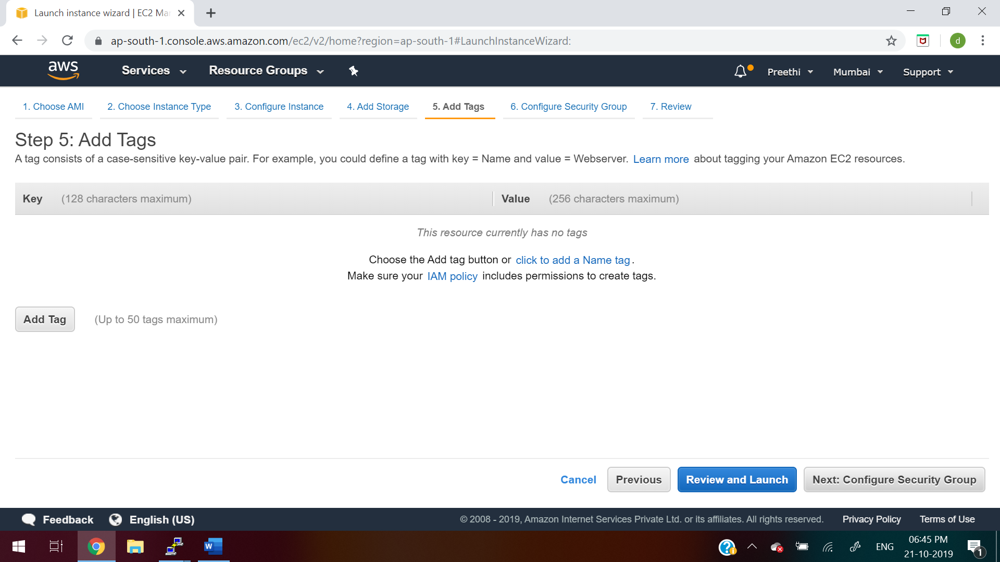 Launch instance wizard | EC2 Ma
ap-south-1.console.aws.amazon.com/ec2/v2/home?region=ap-south-1#LaunchInstanceWizard:
d
aws Services Resource Groups Preethi Mumbai Support
1. Choose AMI 2. Choose Instance Type 3. Configure Instance 4. Add Storage 5. Add Tags 6. Configure Security Group 7. Review
Step 5: Add Tags
A tag consists of a case-sensitive key-value pair. For example, you could define a tag with key = Name and value = Webserver. Learn more about tagging your Amazon EC2 resources.
Key (128 characters maximum) Value (256 characters maximum)
This resource currently has no tags
Choose the Add tag button or click to add a Name tag.
Make sure your IAM policy includes permissions to create tags.
Add Tag (Up to 50 tags maximum)
Cancel Previous Review and Launch Next: Configure Security Group
Feedback English (US) © 2008 - 2019, Amazon Internet Services Private Ltd. or its affiliates. All rights reserved. Privacy Policy Terms of Use
W ENG 06:45 PM
21-10-2019 1